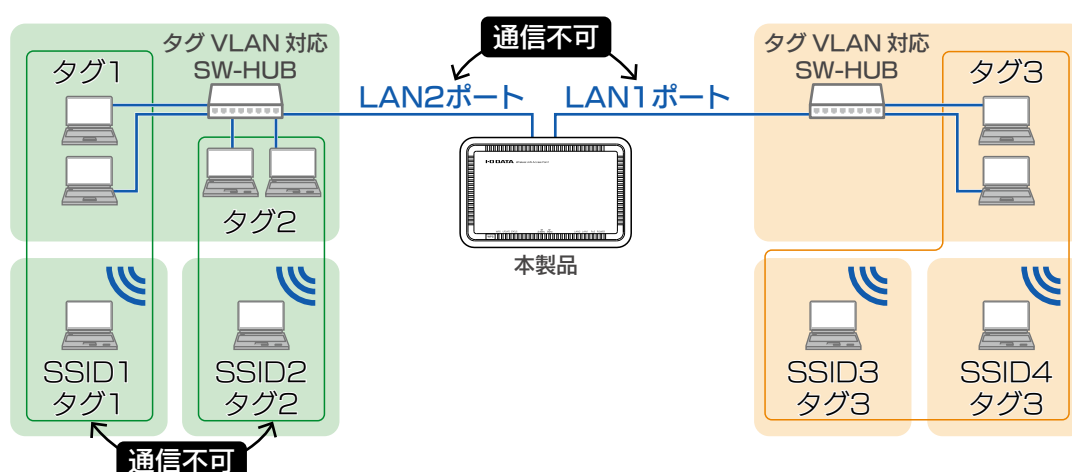 通信不可
タグ VLAN 対応
SW-HUB
タグ1
LAN2ポート
LAN1ポート
タグ VLAN 対応
SW-HUB
タグ3
I-O DATA
タグ2
本製品
SSID1
タグ1
SSID2
タグ2
SSID3
タグ3
SSID4
タグ3
通信不可